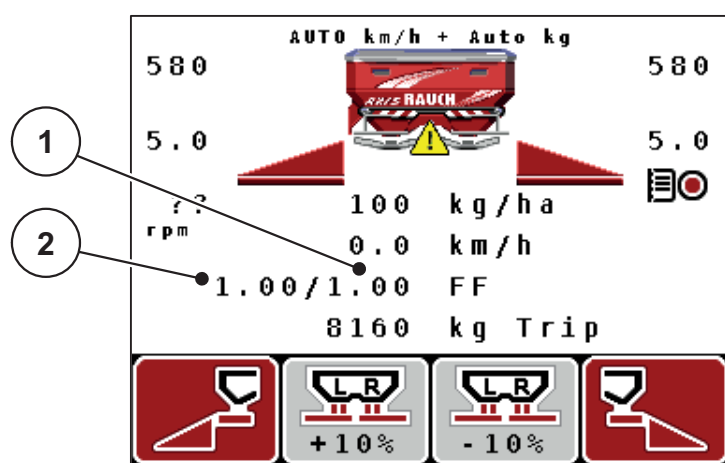 AUTO km/h + Auto kg
580 580
AXIS RAUCH
5.0 5.0
1
?? 100 kg/ha
rpm
0.0 km/h
2
1.00/1.00 FF
8160 kg Trip
L R L R
+10% -10%